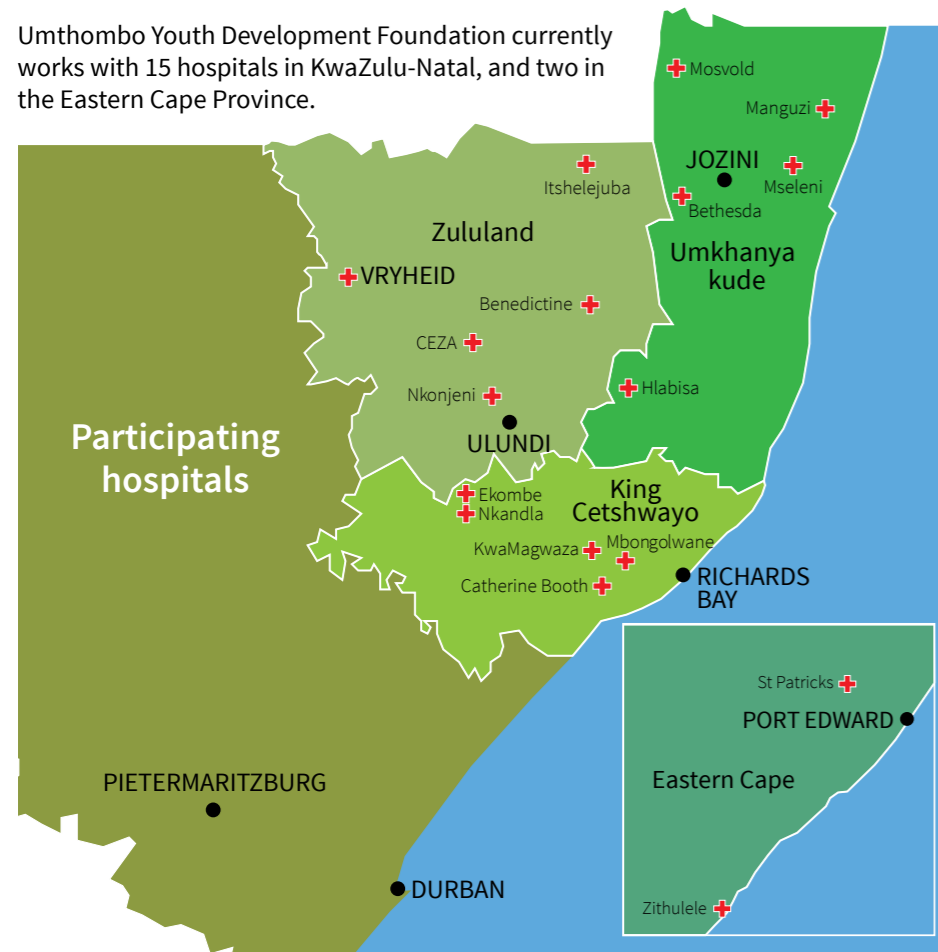 Umthombo Youth Development Foundation currently
works with 15 hospitals in KwaZulu-Natal, and two in
the Eastern Cape Province.
Mosvold
Manguzi
JOZINI
Mseleni
Itshelejuba
Bethesda
Zululand
Umkhanya
kude
VRYHEID
Benedictine
CEZA
Hlabisa
Nkonjeni
Participating
hospitals
ULUNDI
Ekombe
Nkandla
King
Cetshwayo
KwaMagwaza
Mbongolwane
Catherine Booth
RICHARDS
BAY
St Patricks
PORT EDWARD
Eastern Cape
PIETERMARITZBURG
DURBAN
Zithulele